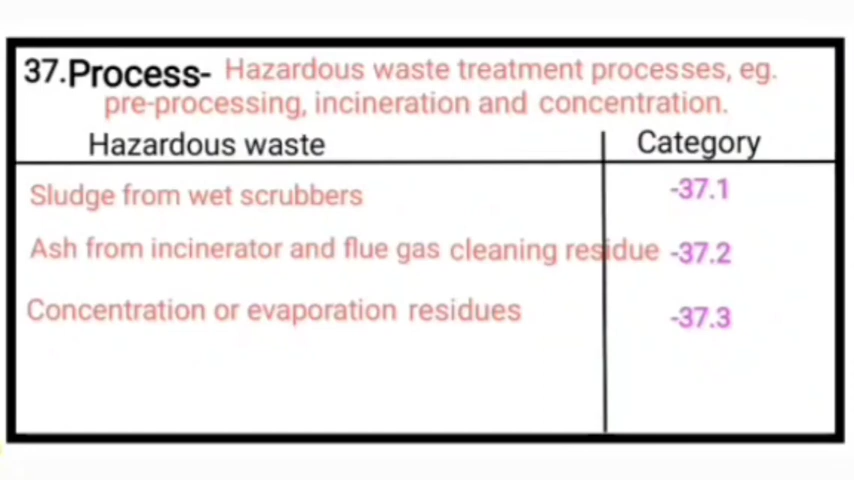 37.Process- Hazardous waste treatment processes, eg.
pre-processing, incineration and concentration.
Hazardous waste Category
Sludge from wet scrubbers -37.1
Ash from incinerator and flue gas cleaning residue -37.2
Concentration or evaporation residues -37.3